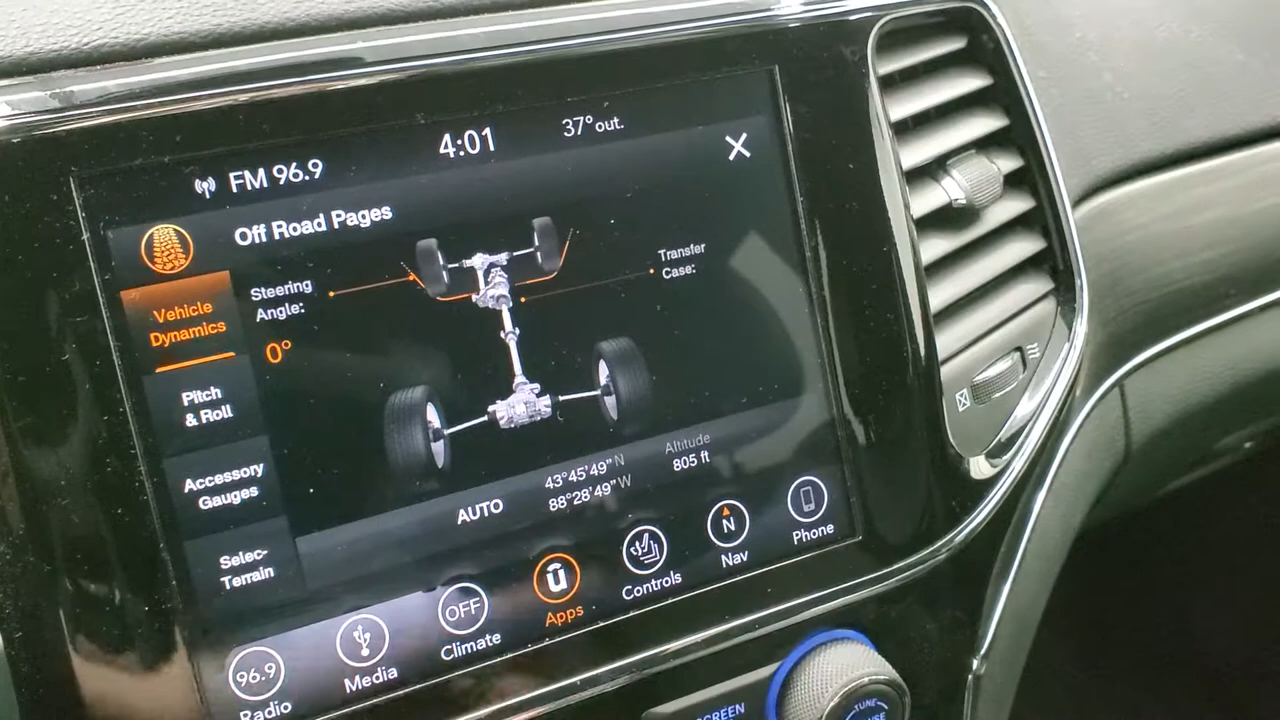 FM 96.9
4:01
37° out.
Off Road Pages
Vehicle
Dynamics
Steering
Angle:
0°
Transfer
Case:
Pitch
& Roll
Accessory
Gauges
Selec-
Terrain
AUTO
43°45'49" N
88°28'49" W
Altitude
805 ft
96.9
Radio
Media
OFF
Climate
Apps
Controls
N
Nav
Phone
SCREEN
TUNE